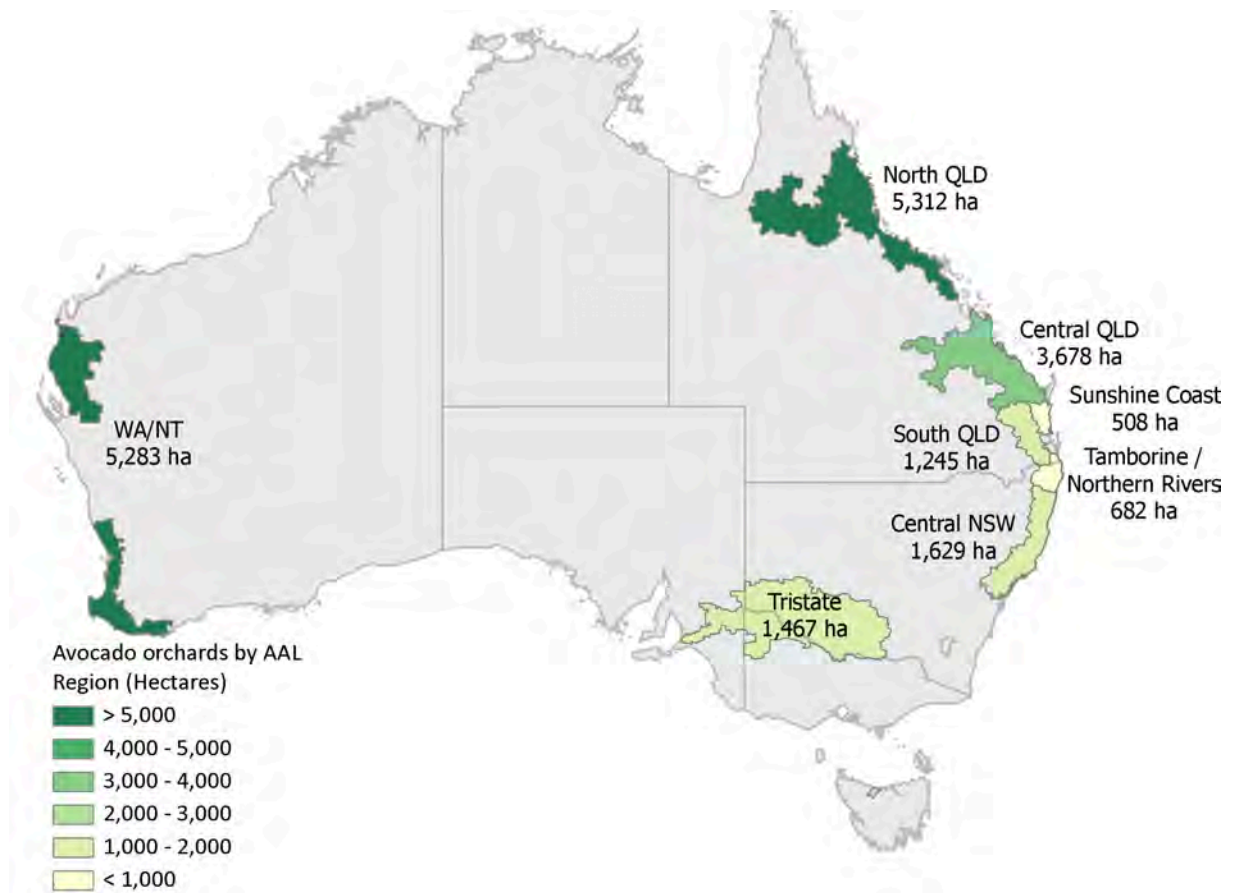 North QLD
5,312 ha
Central QLD
3,678 ha
Sunshine Coast
508 ha
WA/NT
5,283 ha
South QLD
1,245 ha
Tamborine /
Northern Rivers
682 ha
Central NSW
1,629 ha
Tristate
1,467 ha
Avocado orchards by AAL
Region (Hectares)
> 5,000
4,000 - 5,000
3,000 - 4,000
2,000 - 3,000
1,000 - 2,000
< 1,000